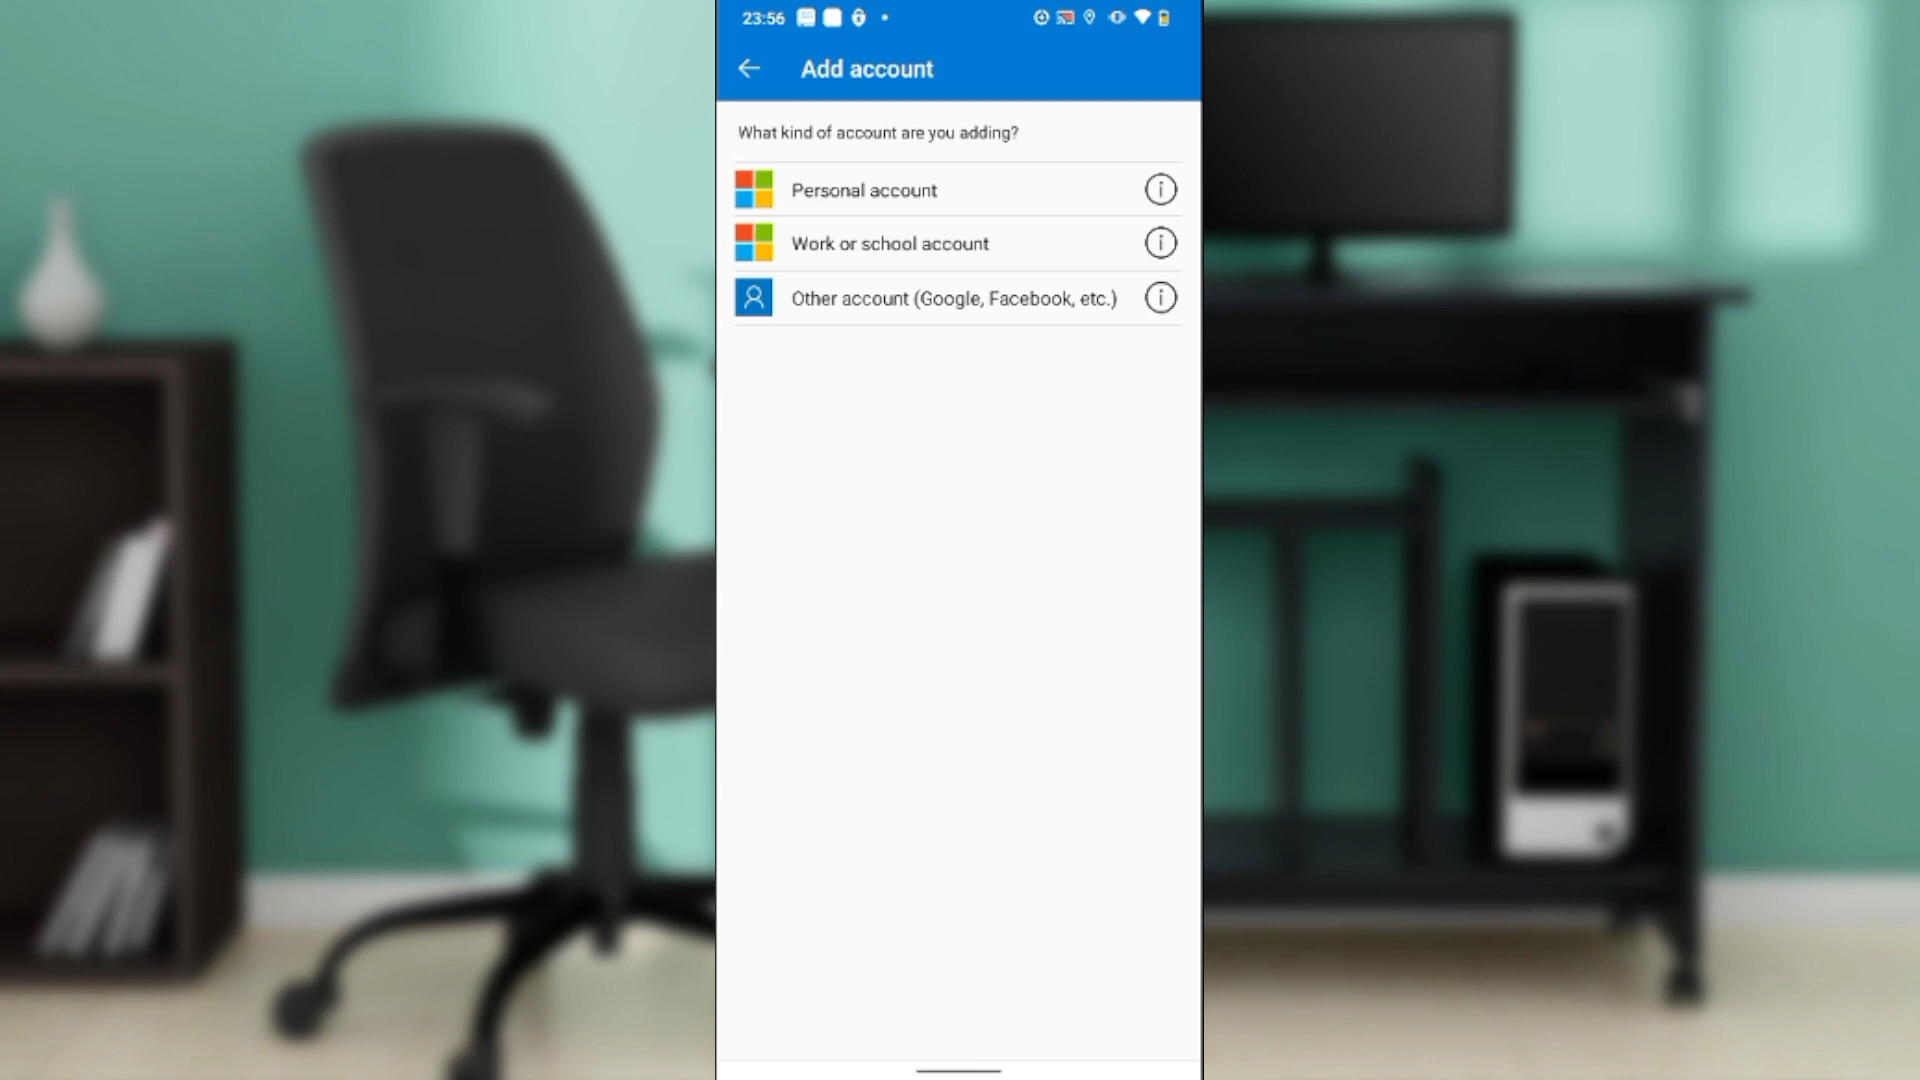 23:56
Add account
What kind of account are you adding?
Personal account
Work or school account
Other account (Google, Facebook, etc.)